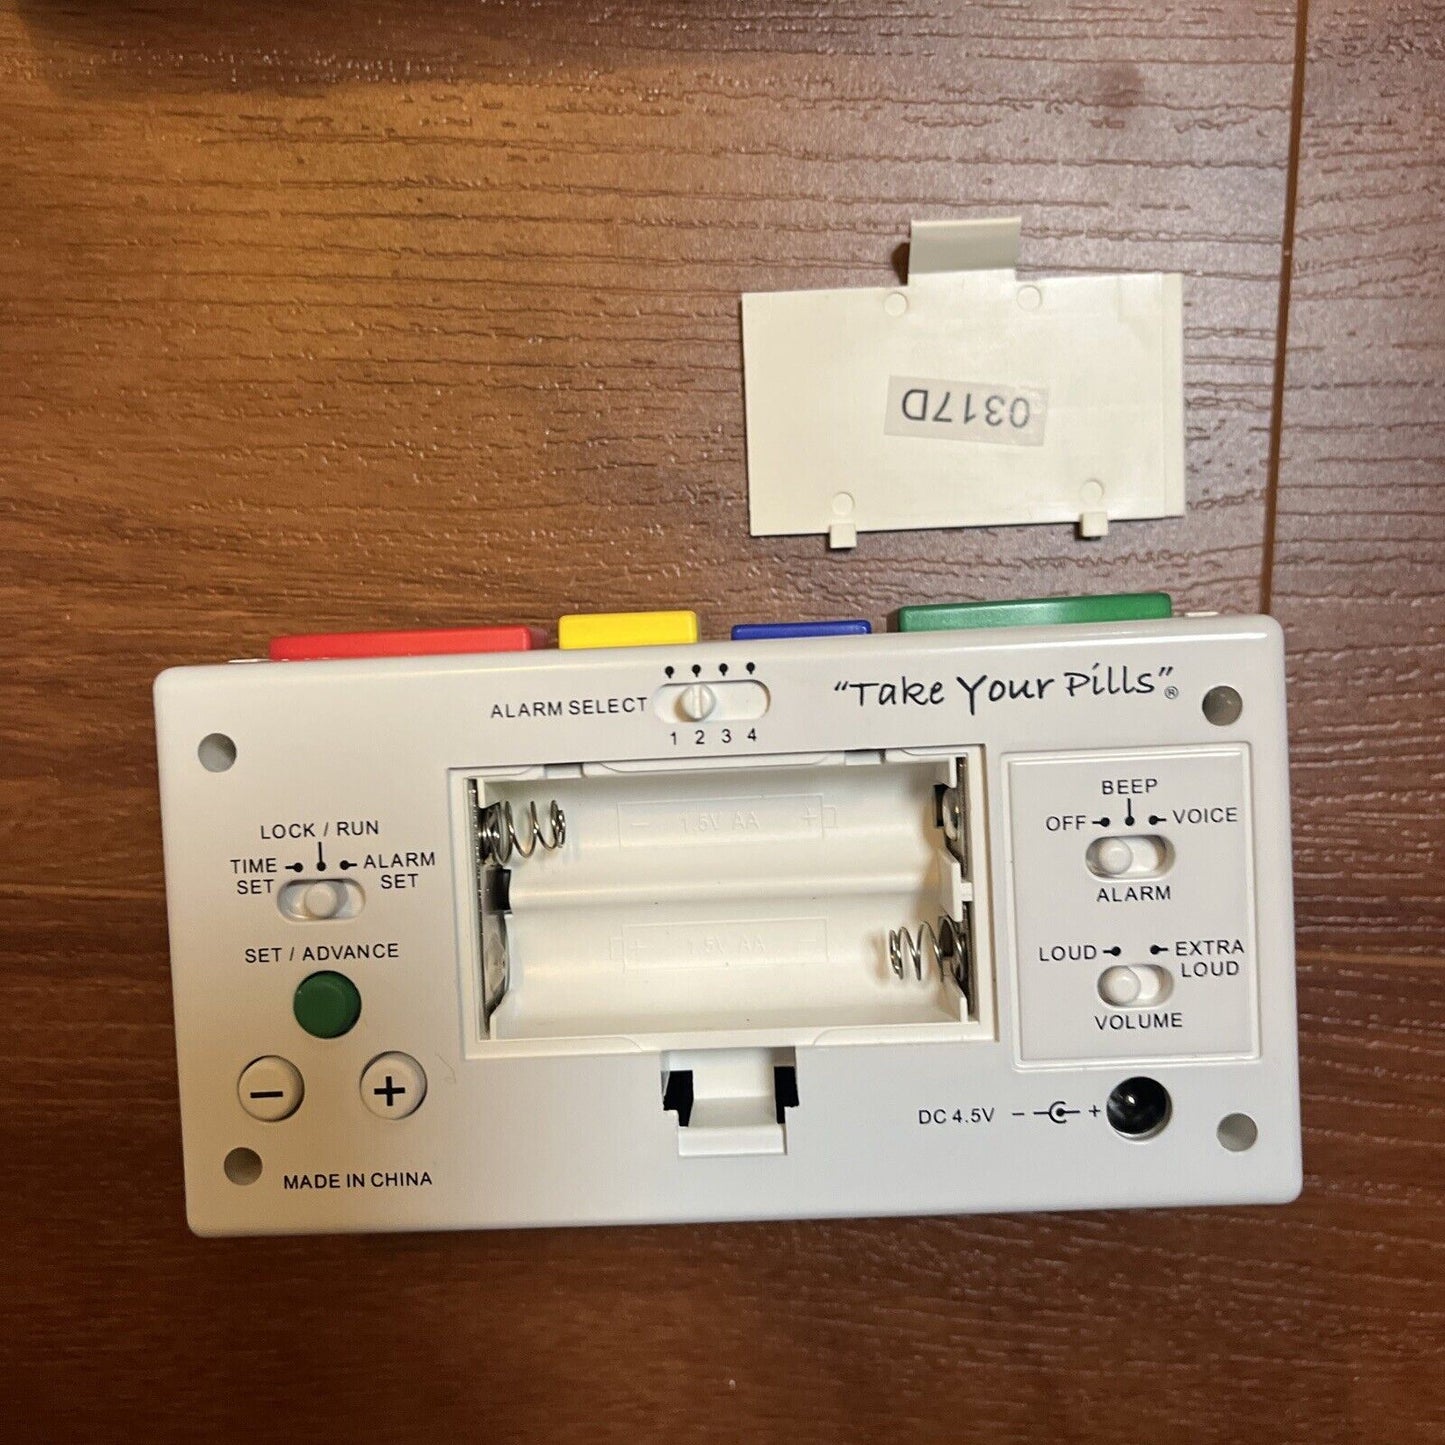 0317D
ALARM SELECT
1 2 3 4
"Take Your Pills"®
LOCK / RUN
TIME SET
ALARM SET
SET / ADVANCE
−
+
MADE IN CHINA
− 1.5V AA +
+ 1.5V AA −
BEEP
OFF
VOICE
ALARM
LOUD
EXTRA LOUD
VOLUME
DC 4.5V − +